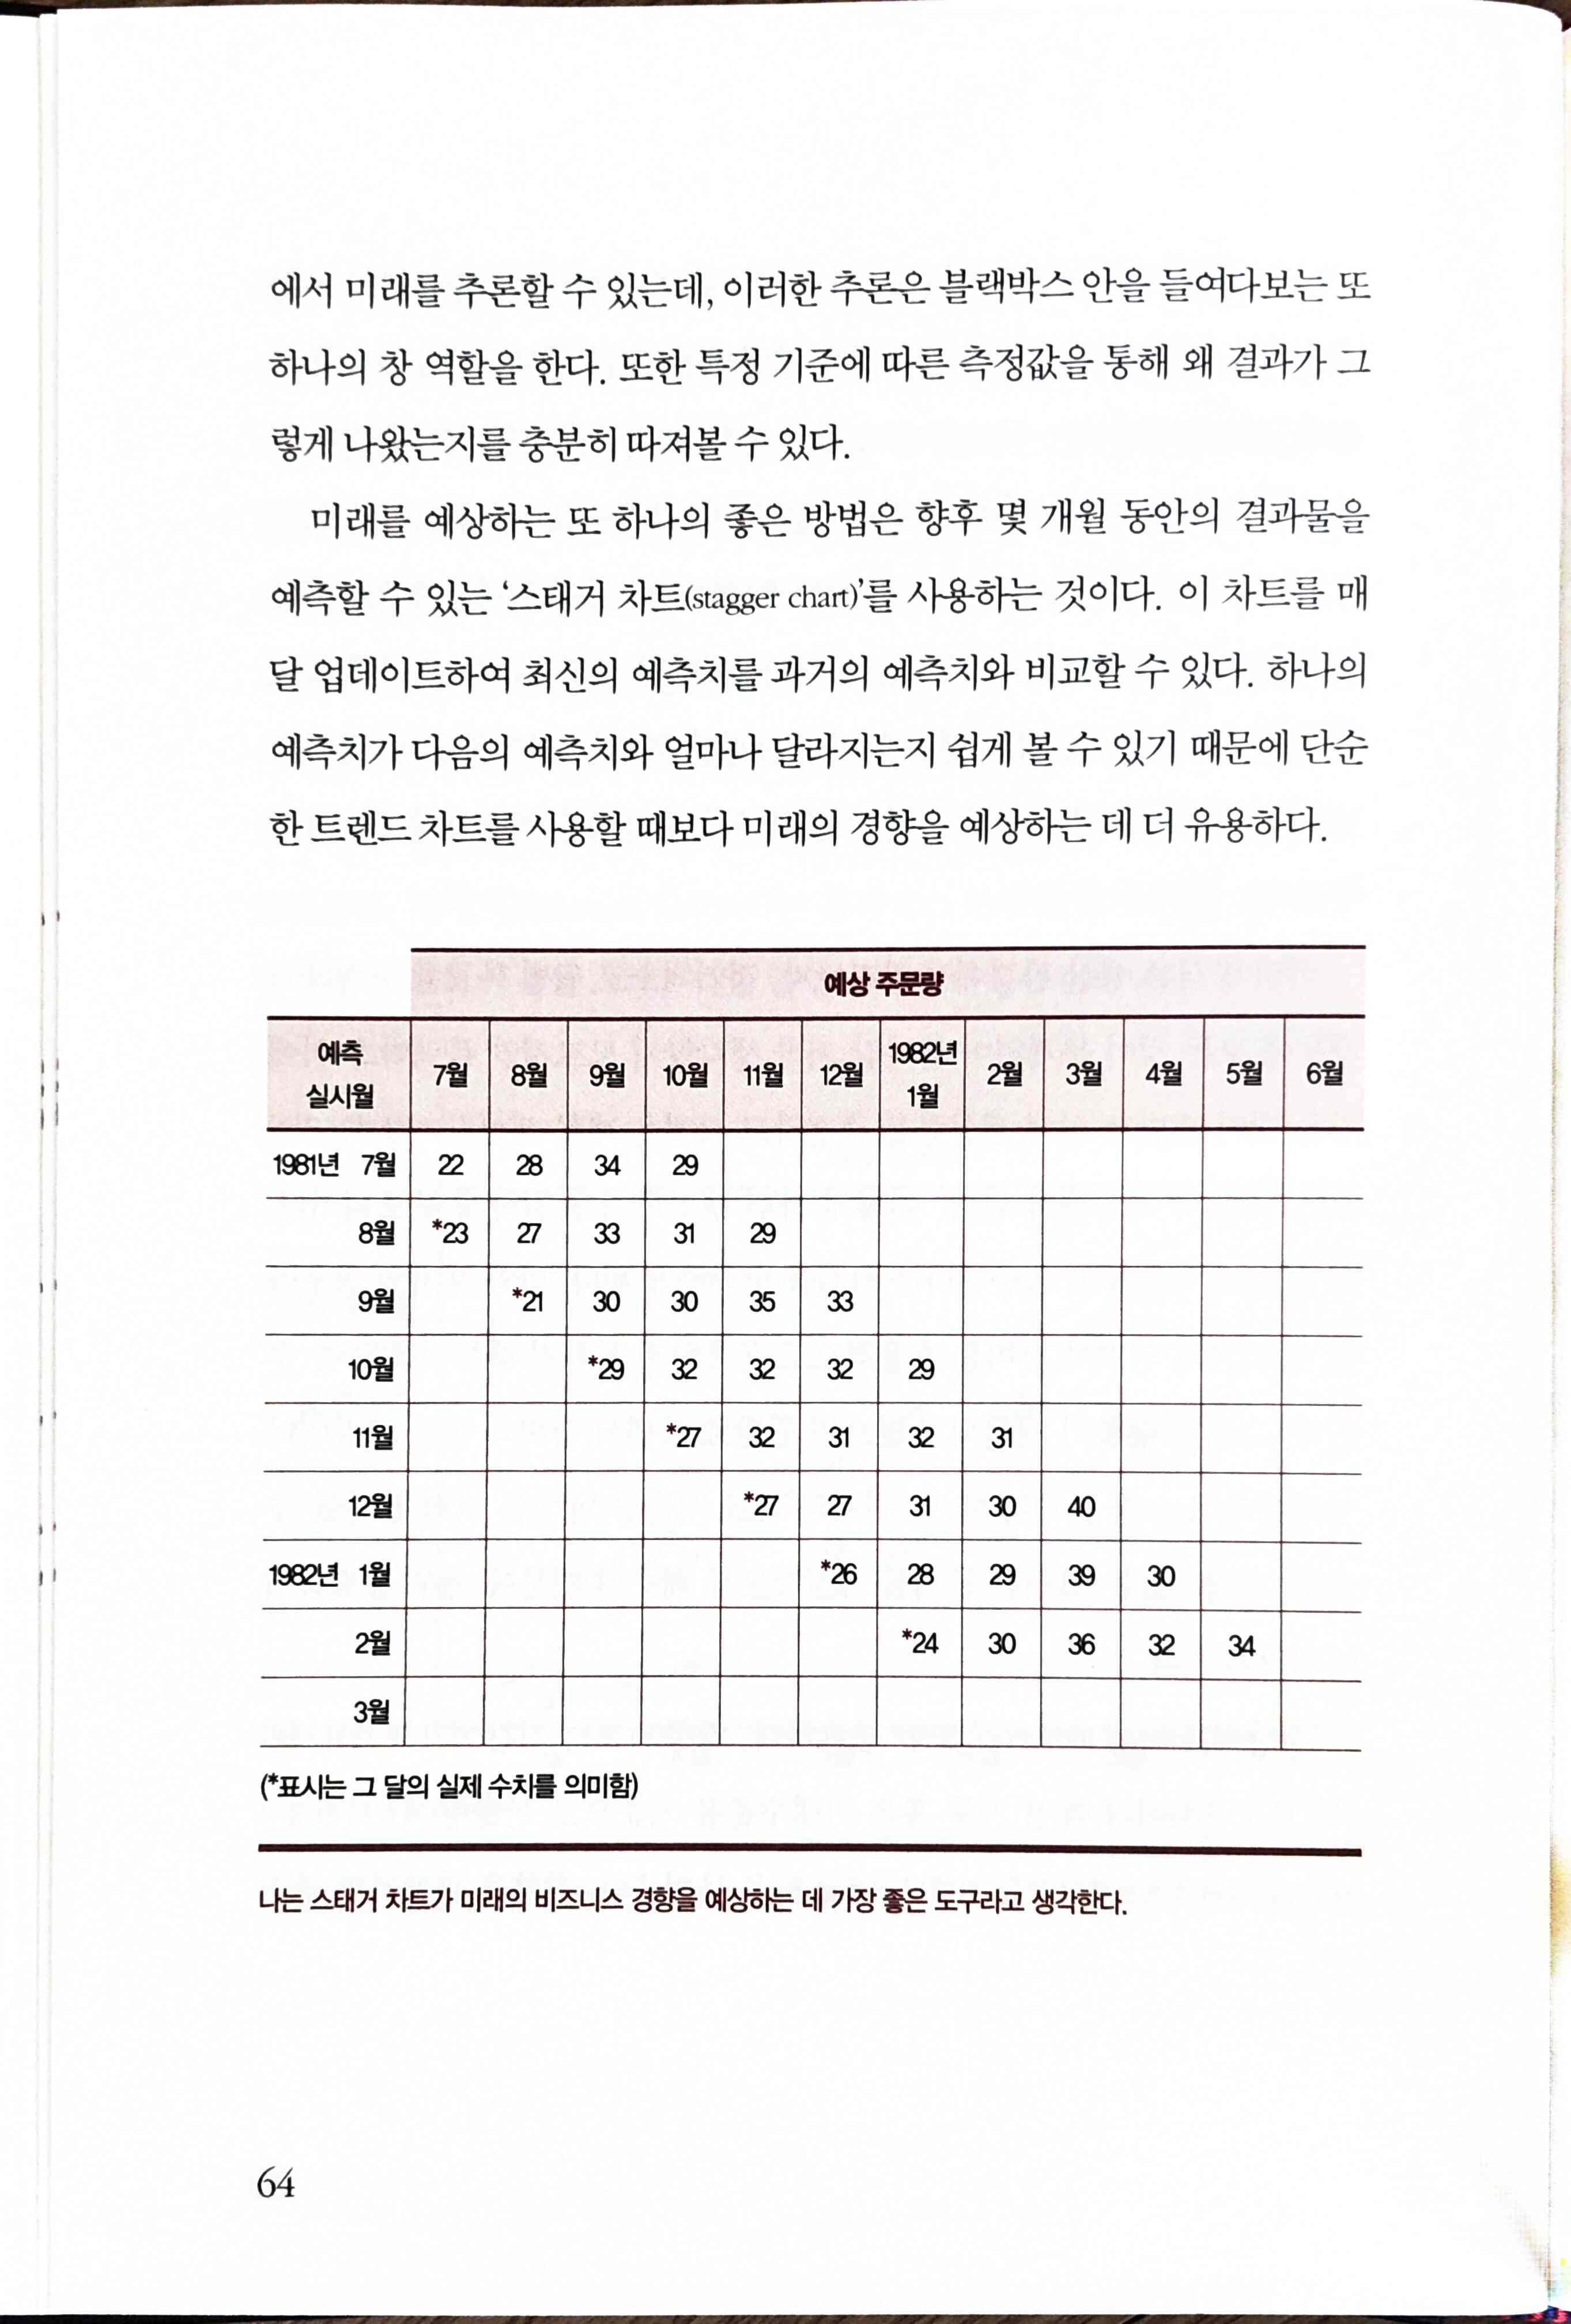 에서 미래를 추론할 수 있는데, 이러한 추론은 블랙박스 안을 들여다보는 또
하나의 창 역할을 한다. 또한 특정 기준에 따른 측정값을 통해 왜 결과가 그
렇게 나왔는지를 충분히 따져볼 수 있다.
미래를 예상하는 또 하나의 좋은 방법은 향후 몇 개월 동안의 결과물을
예측할 수 있는 ‘스태거 차트(stagger chart)’를 사용하는 것이다. 이 차트를 매
달 업데이트하여 최신의 예측치를 과거의 예측치와 비교할 수 있다. 하나의
예측치가 다음의 예측치와 얼마나 달라지는지 쉽게 볼 수 있기 때문에 단순
한 트렌드 차트를 사용할 때보다 미래의 경향을 예상하는 데 더 유용하다.
예상 주문량
예측 실시월 7월 8월 9월 10월 11월 12월 1982년 1월 2월 3월 4월 5월 6월
1981년 7월 22 28 34 29
8월 *23 27 33 31 29
9월 *21 30 30 35 33
10월 *29 32 32 32 29
11월 *27 32 31 32 31
12월 *27 27 31 30 40
1982년 1월 *26 28 29 39 30
2월 *24 30 36 32 34
3월
(*표시는 그 달의 실제 수치를 의미함)
나는 스태거 차트가 미래의 비즈니스 경향을 예상하는 데 가장 좋은 도구라고 생각한다.
64